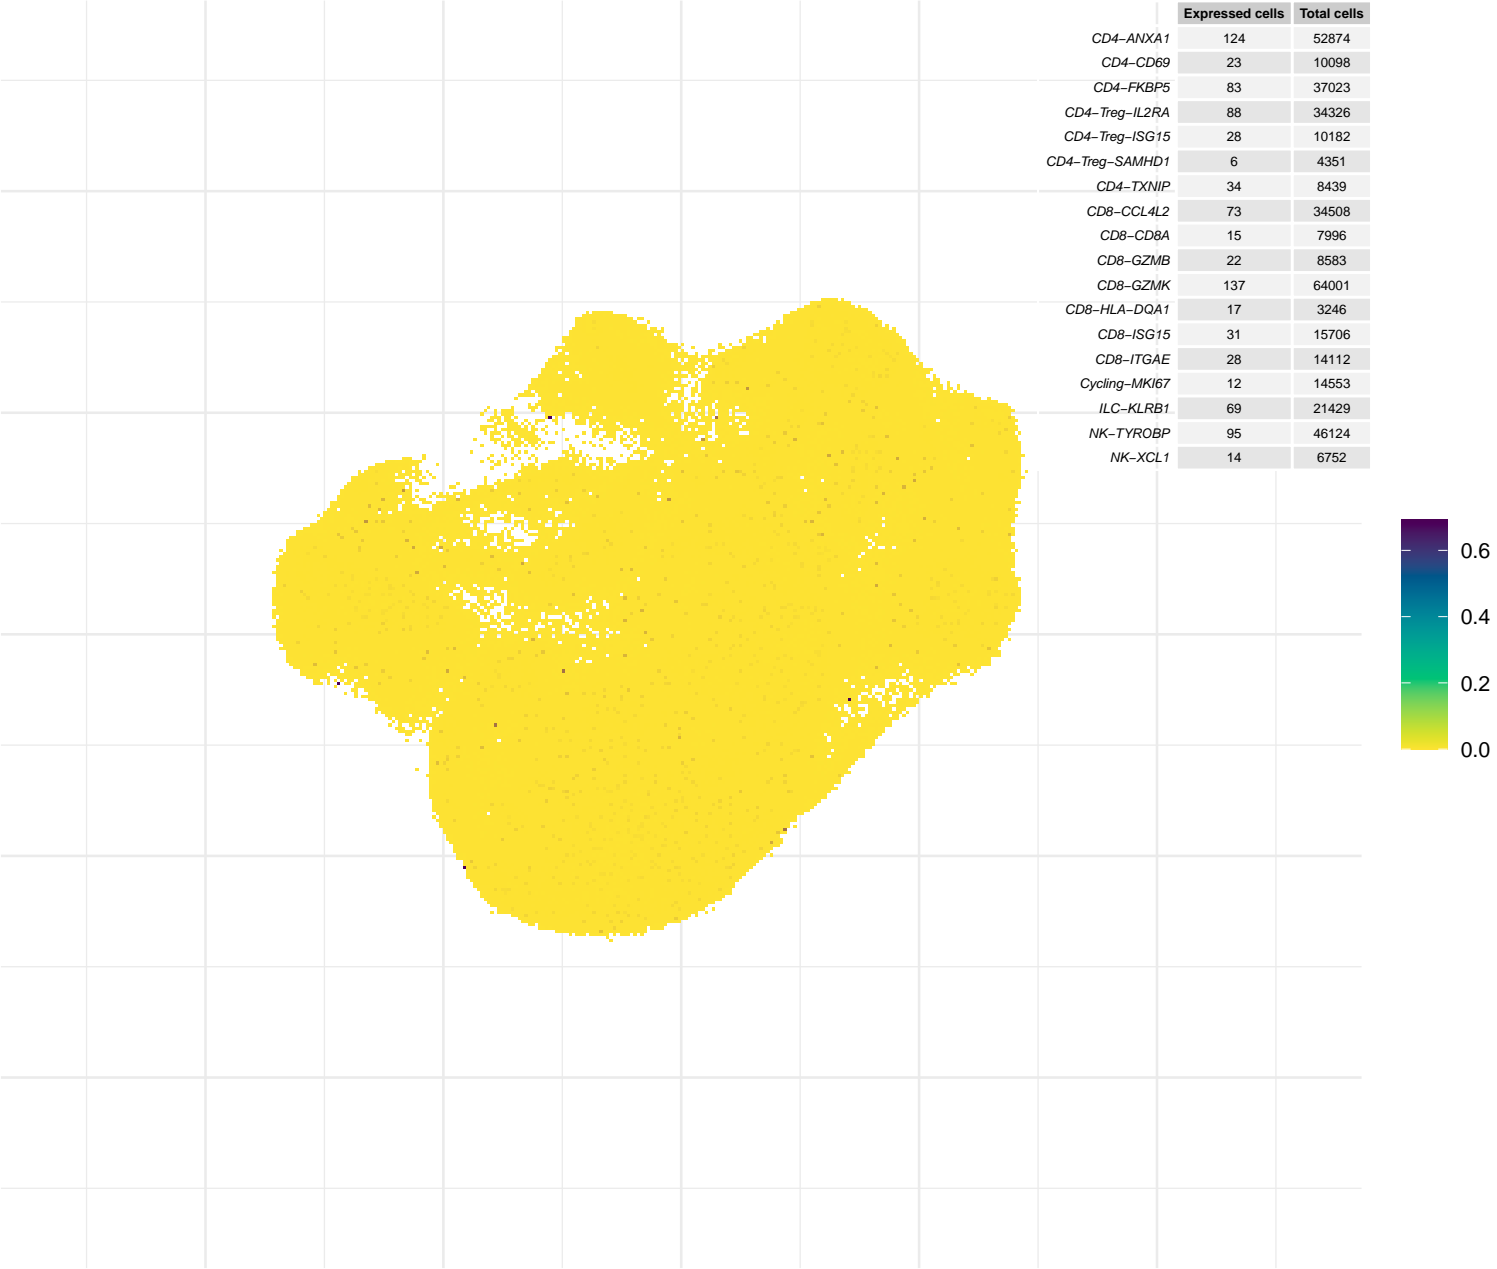 Expressed cells Total cells
CD4−ANXA1 124 52874
CD4−CD69 23 10098
CD4−FKBP5 83 37023
CD4−Treg−IL2RA 88 34326
CD4−Treg−ISG15 28 10182
CD4−Treg−SAMHD1 6 4351
CD4−TXNIP 34 8439
CD8−CCL4L2 73 34508
CD8−CD8A 15 7996
CD8−GZMB 22 8583
CD8−GZMK 137 64001
CD8−HLA−DQA1 17 3246
CD8−ISG15 31 15706
CD8−ITGAE 28 14112
Cycling−MKI67 12 14553
ILC−KLRB1 69 21429
NK−TYROBP 95 46124
NK−XCL1 14 6752
0.6
0.4
0.2
0.0